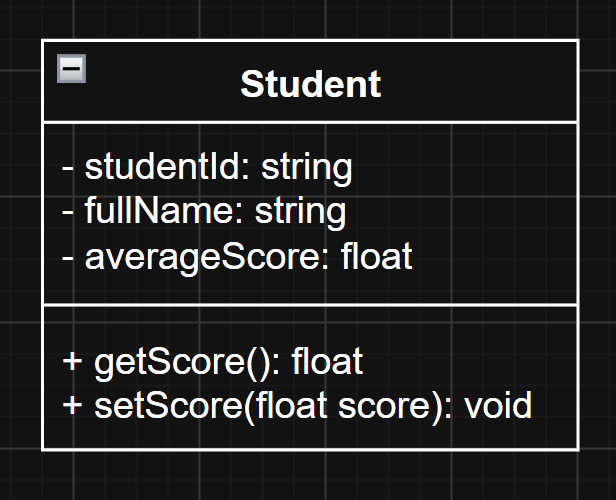 Student
- studentId: string
- fullName: string
- averageScore: float
+ getScore(): float
+ setScore(float score): void